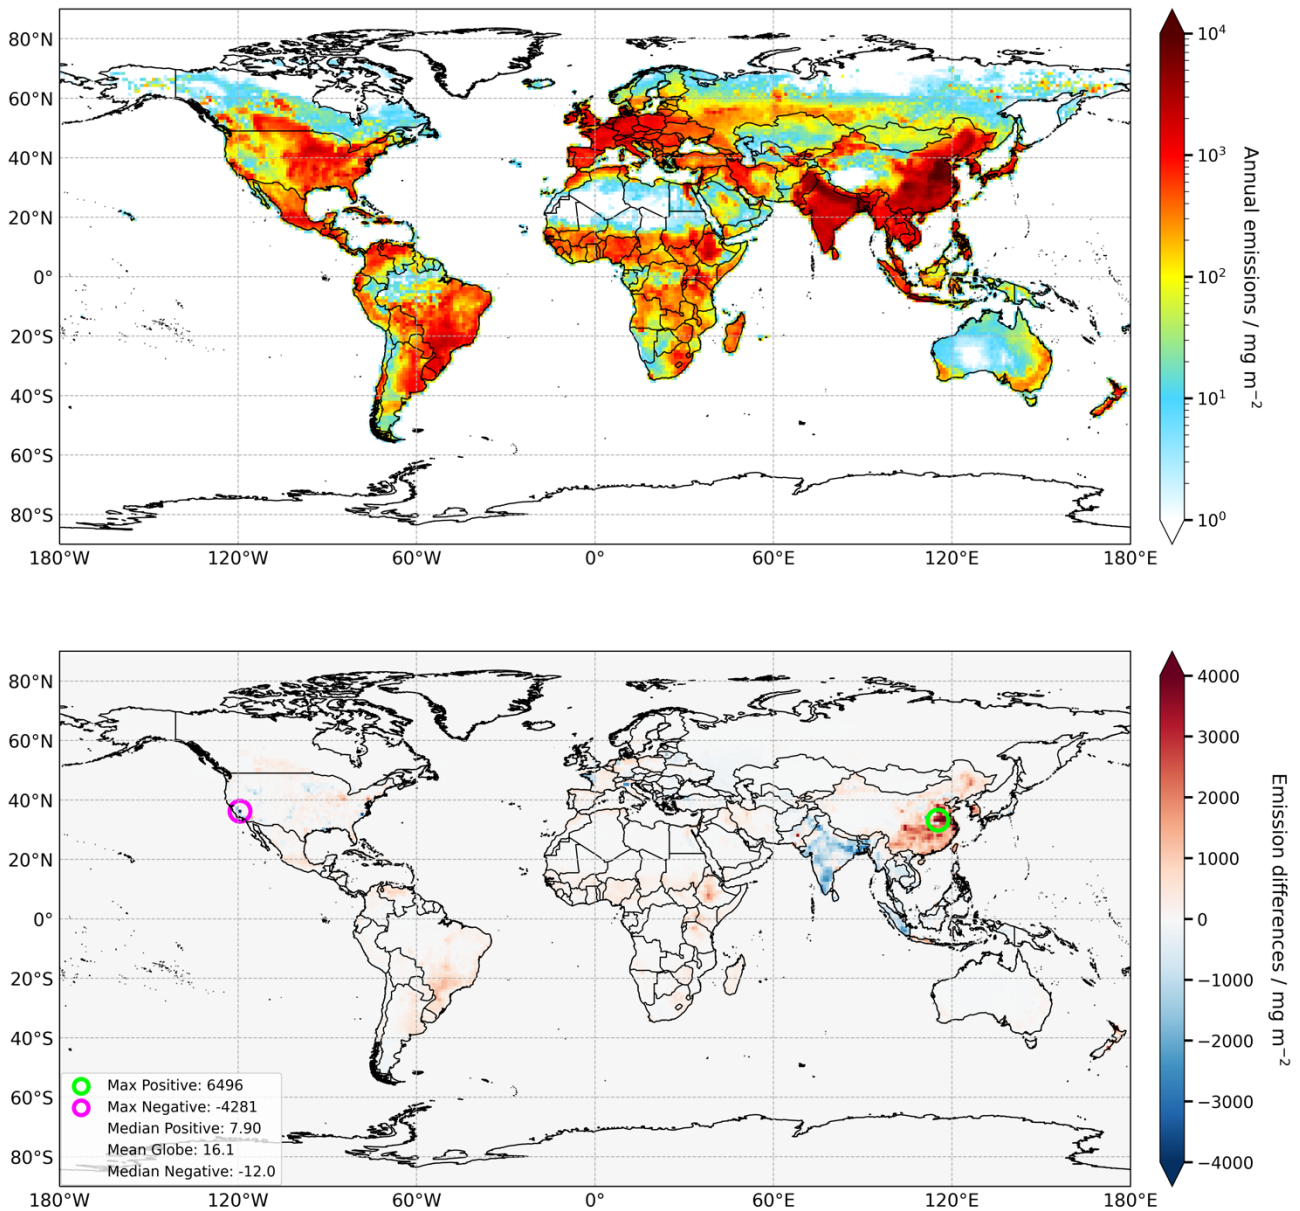 80°N
60°N
40°N
20°N
0°
20°S
40°S
60°S
80°S
180°W 120°W 60°W 0° 60°E 120°E 180°E
10⁴
10³
10²
10¹
10⁰
Annual emissions / mg m⁻²
80°N
60°N
40°N
20°N
0°
20°S
40°S
60°S
80°S
180°W 120°W 60°W 0° 60°E 120°E 180°E
Max Positive: 6496
Max Negative: -4281
Median Positive: 7.90
Mean Globe: 16.1
Median Negative: -12.0
4000
3000
2000
1000
0
−1000
−2000
−3000
−4000
Emission differences / mg m⁻²